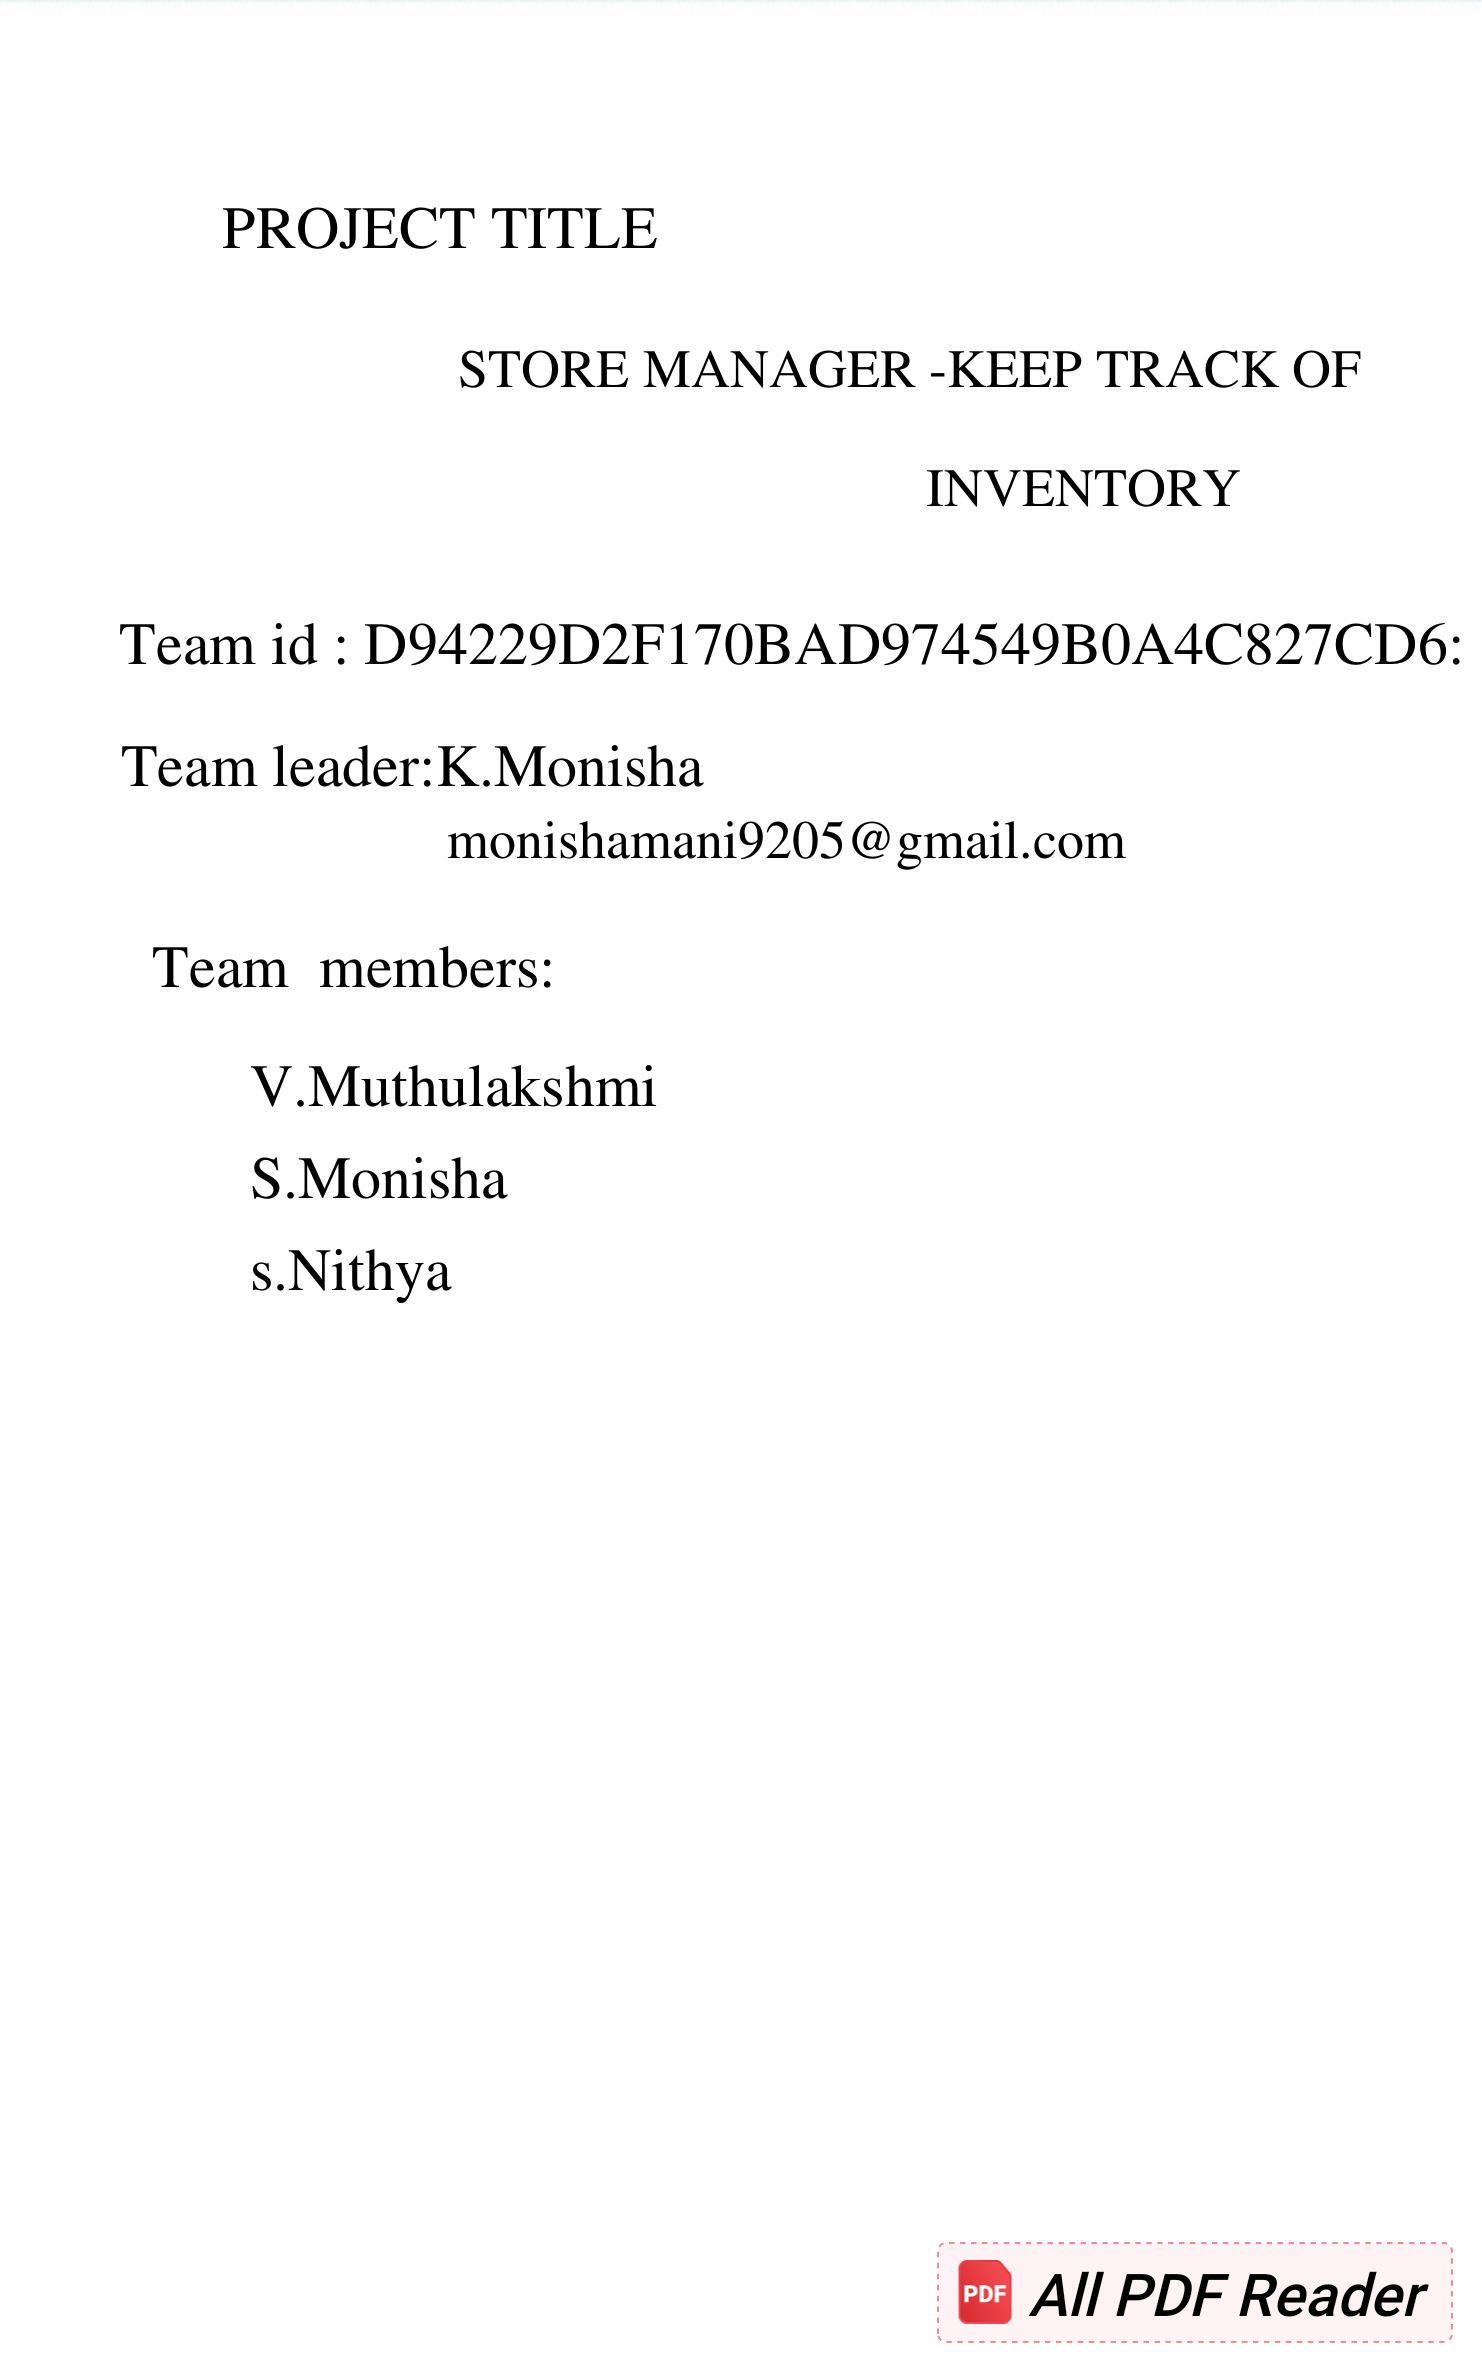 PROJECT TITLE
STORE MANAGER -KEEP TRACK OF
INVENTORY
Team id : D94229D2F170BAD974549B0A4C827CD6:
Team leader:K.Monisha
monishamani9205@gmail.com
Team  members:
V.Muthulakshmi
S.Monisha
s.Nithya
PDF All PDF Reader